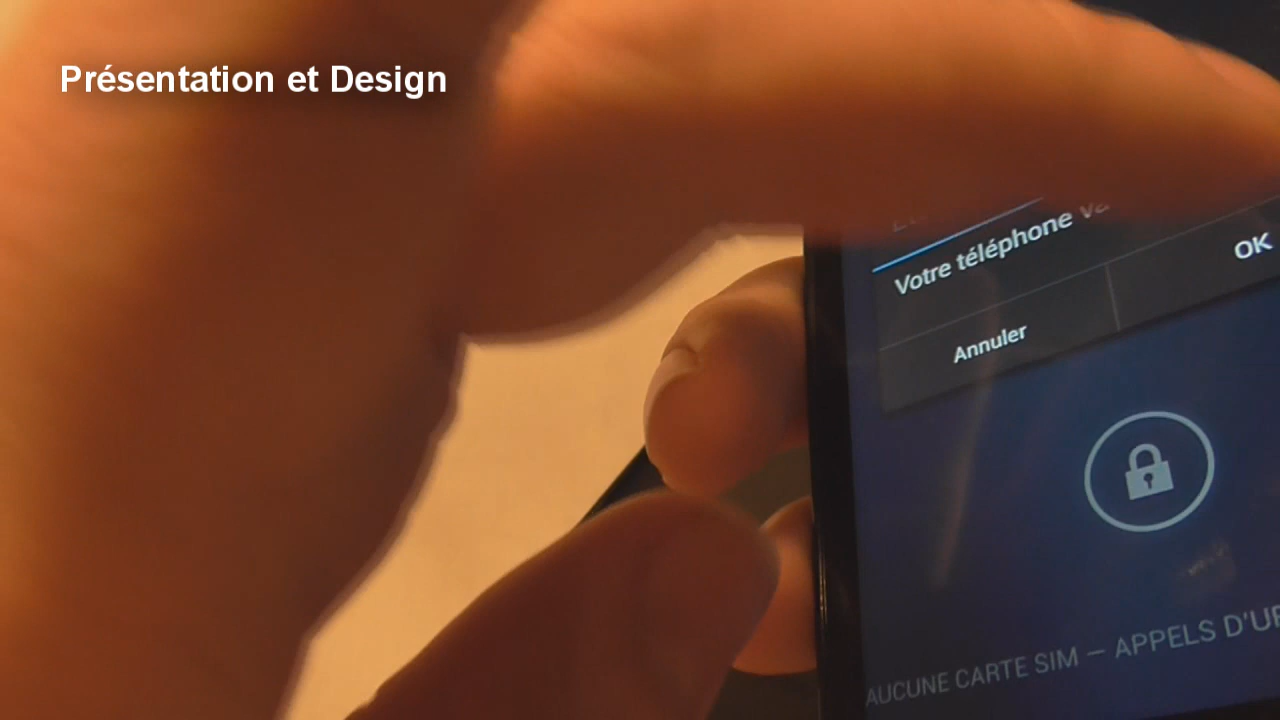 Présentation et Design
Votre téléphone
OK
Annuler
AUCUNE CARTE SIM — APPELS